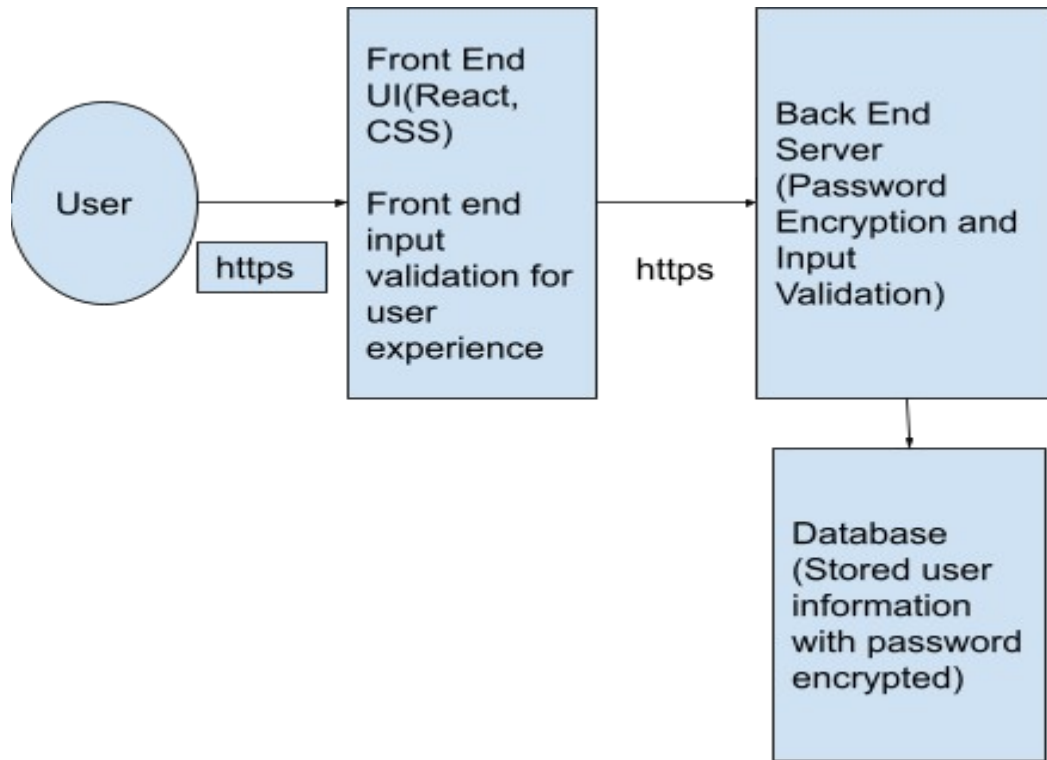 User
https
Front End
UI(React,
CSS)
Front end
input
validation for
user
experience
https
Back End
Server
(Password
Encryption and
Input
Validation)
Database
(Stored user
information
with password
encrypted)